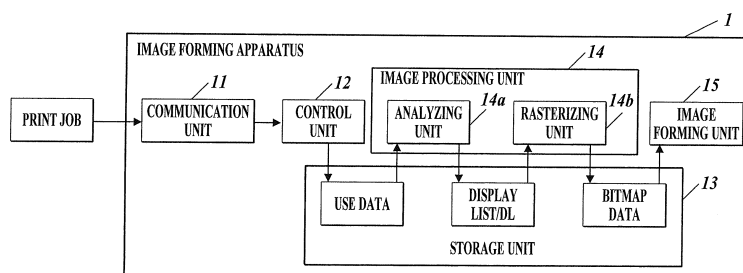 1
IMAGE FORMING APPARATUS
14
11
12
IMAGE PROCESSING UNIT
15
PRINT JOB
COMMUNICATION
UNIT
CONTROL
UNIT
ANALYZING
UNIT
14a
RASTERIZING
UNIT
14b
IMAGE
FORMING UNIT
13
USE DATA
DISPLAY
LIST/DL
BITMAP
DATA
STORAGE UNIT